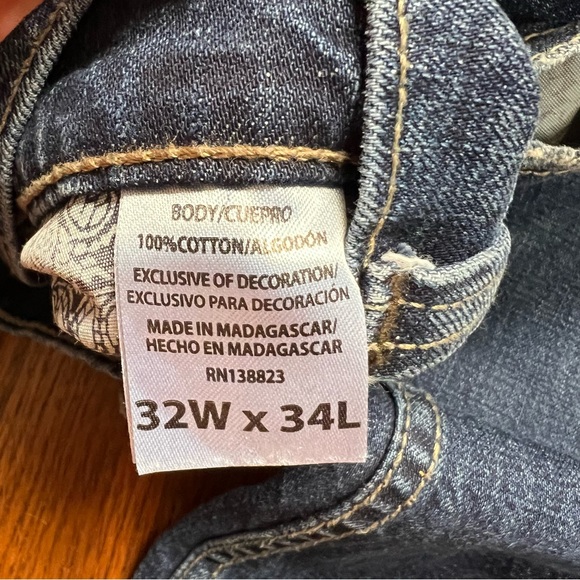 BODY/CUERPO
100%COTTON/ALGODÓN
EXCLUSIVE OF DECORATION/
EXCLUSIVO PARA DECORACIÓN
MADE IN MADAGASCAR/
HECHO EN MADAGASCAR
RN138823
32W x 34L